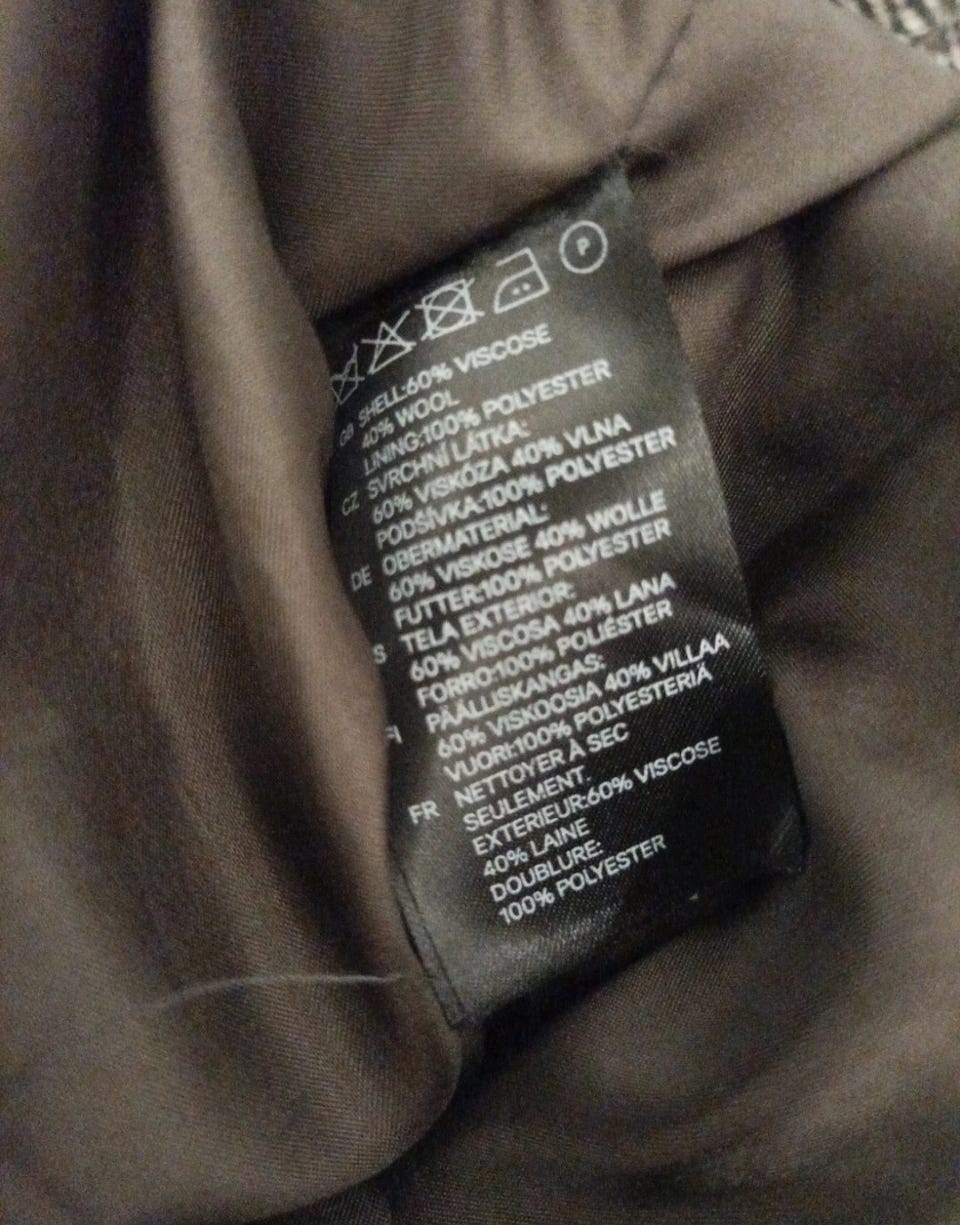 P
GB SHELL:60% VISCOSE
40% WOOL
LINING:100% POLYESTER
CZ SVRCHNÍ LÁTKA:
60% VISKÓZA 40% VLNA
PODŠÍVKA:100% POLYESTER
DE OBERMATERIAL:
60% VISKOSE 40% WOLLE
FUTTER:100% POLYESTER
S TELA EXTERIOR:
60% VISCOSA 40% LANA
FORRO:100% POLIÉSTER
FI PÄÄLLISKANGAS:
60% VISKOOSIA 40% VILLAA
VUORI:100% POLYESTERIÄ
FR NETTOYER À SEC
SEULEMENT.
EXTERIEUR:60% VISCOSE
40% LAINE
DOUBLURE:
100% POLYESTER